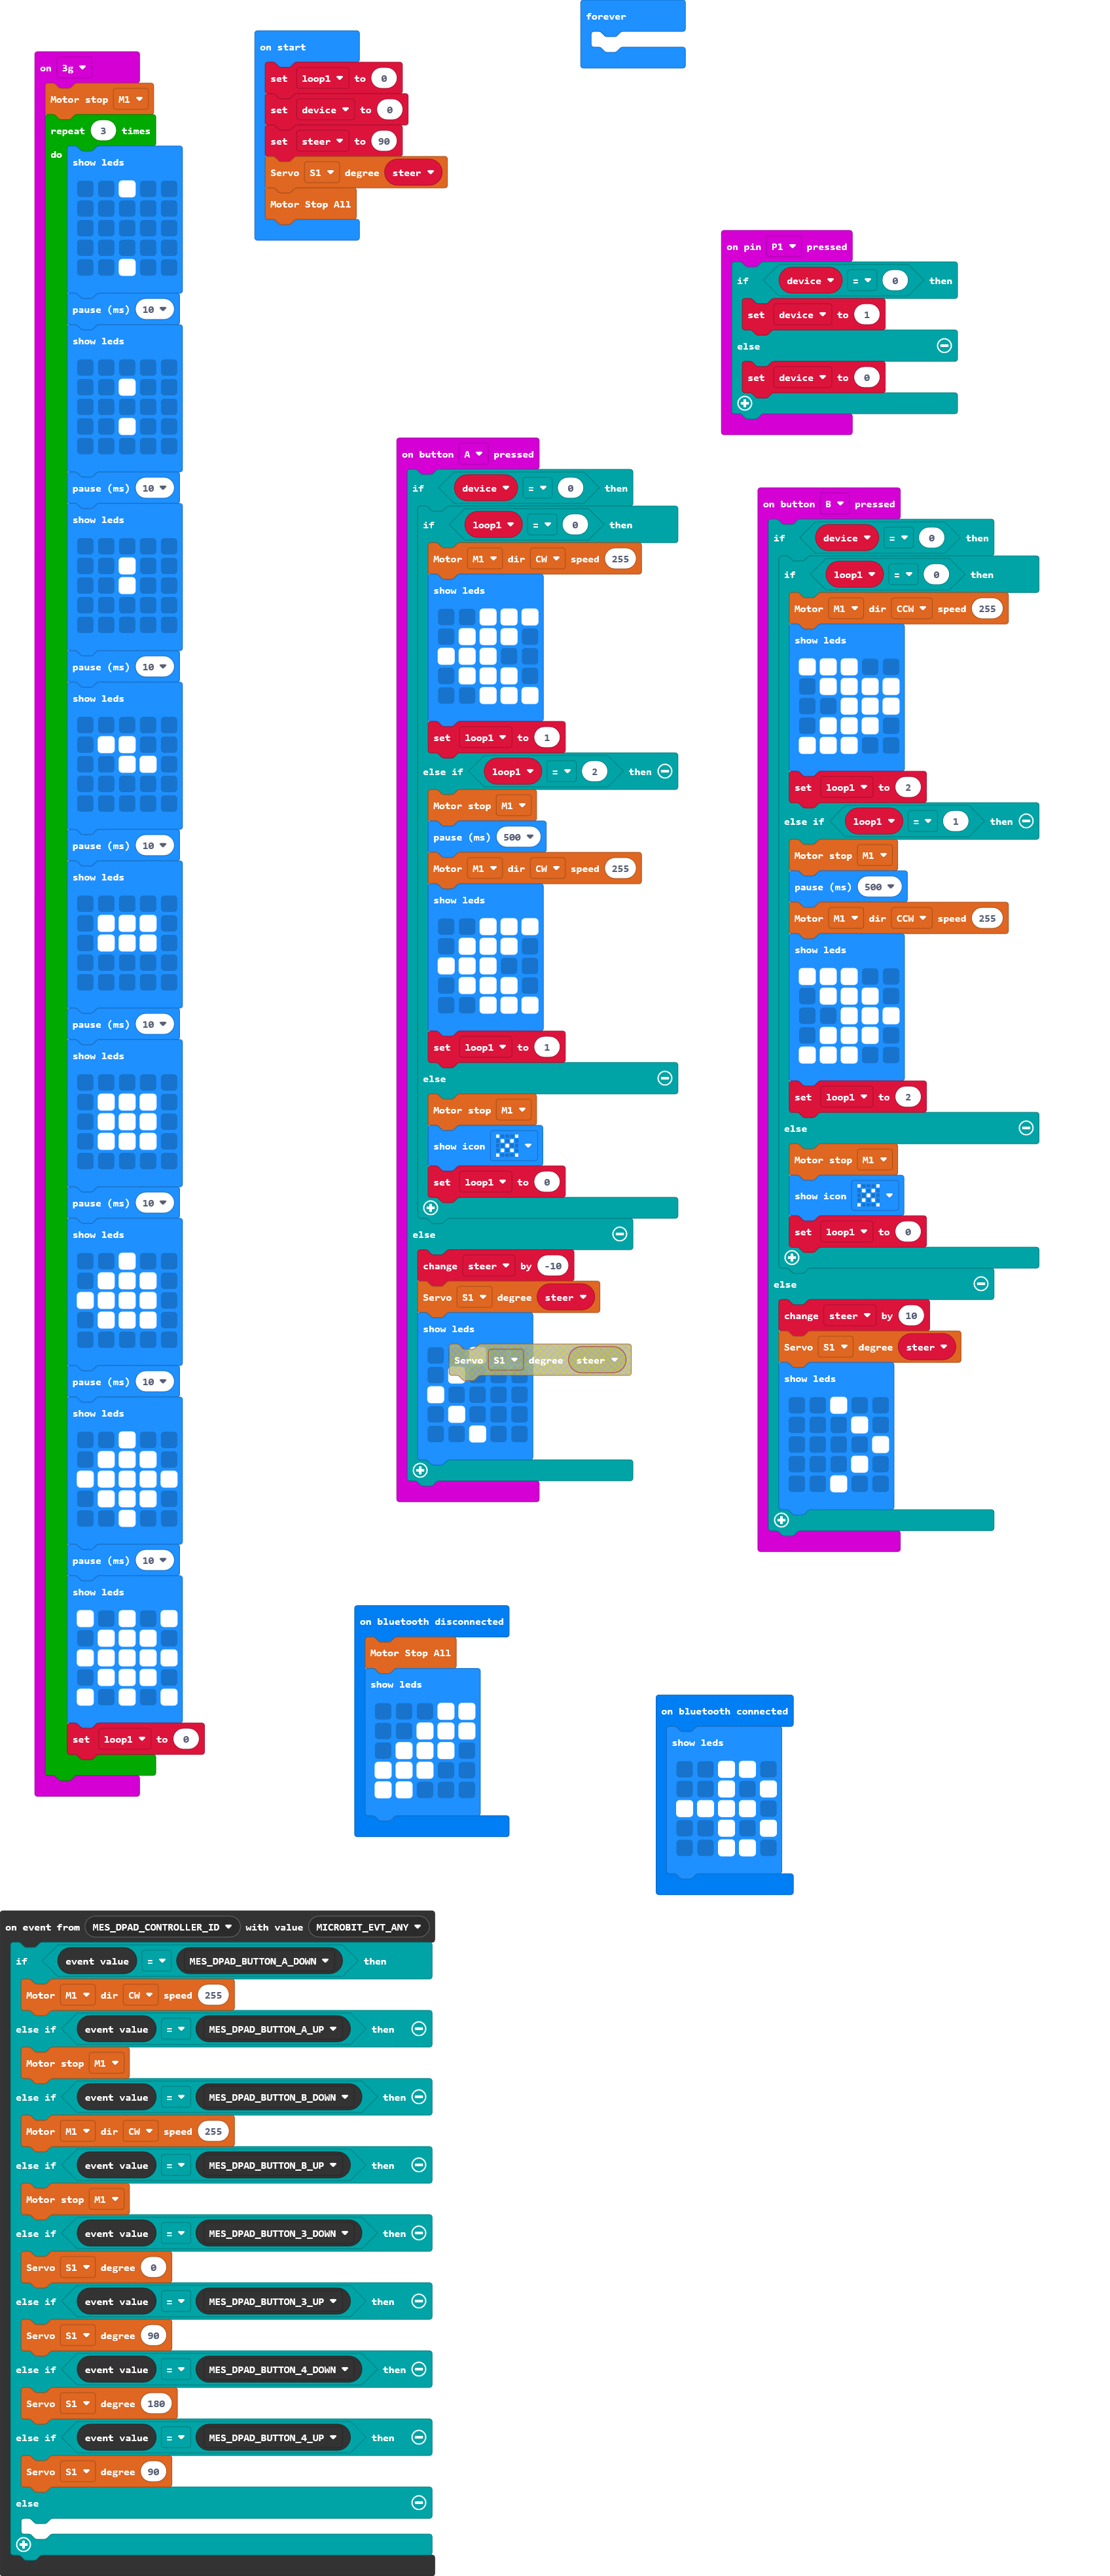 forever
on start
set loop1 to 0
set device to 0
set steer to 90
Servo S1 degree steer
Motor Stop All
on 3g
Motor stop M1
repeat 3 times
do
show leds
pause (ms) 10
show leds
pause (ms) 10
show leds
pause (ms) 10
show leds
pause (ms) 10
show leds
pause (ms) 10
show leds
pause (ms) 10
show leds
pause (ms) 10
show leds
pause (ms) 10
show leds
set loop1 to 0
on pin P1 pressed
if device = 0 then
set device to 1
else
set device to 0
on button A pressed
if device = 0 then
if loop1 = 0 then
Motor M1 dir CW speed 255
show leds
set loop1 to 1
else if loop1 = 2 then
Motor stop M1
pause (ms) 500
Motor M1 dir CW speed 255
show leds
set loop1 to 1
else
Motor stop M1
show icon
set loop1 to 0
else
change steer by -10
Servo S1 degree steer
show leds
Servo S1 degree steer
on button B pressed
if device = 0 then
if loop1 = 0 then
Motor M1 dir CCW speed 255
show leds
set loop1 to 2
else if loop1 = 1 then
Motor stop M1
pause (ms) 500
Motor M1 dir CCW speed 255
show leds
set loop1 to 2
else
Motor stop M1
show icon
set loop1 to 0
else
change steer by 10
Servo S1 degree steer
show leds
on bluetooth disconnected
Motor Stop All
show leds
on bluetooth connected
show leds
on event from MES_DPAD_CONTROLLER_ID with value MICROBIT_EVT_ANY
if event value = MES_DPAD_BUTTON_A_DOWN then
Motor M1 dir CW speed 255
else if event value = MES_DPAD_BUTTON_A_UP then
Motor stop M1
else if event value = MES_DPAD_BUTTON_B_DOWN then
Motor M1 dir CW speed 255
else if event value = MES_DPAD_BUTTON_B_UP then
Motor stop M1
else if event value = MES_DPAD_BUTTON_3_DOWN then
Servo S1 degree 0
else if event value = MES_DPAD_BUTTON_3_UP then
Servo S1 degree 90
else if event value = MES_DPAD_BUTTON_4_DOWN then
Servo S1 degree 180
else if event value = MES_DPAD_BUTTON_4_UP then
Servo S1 degree 90
else